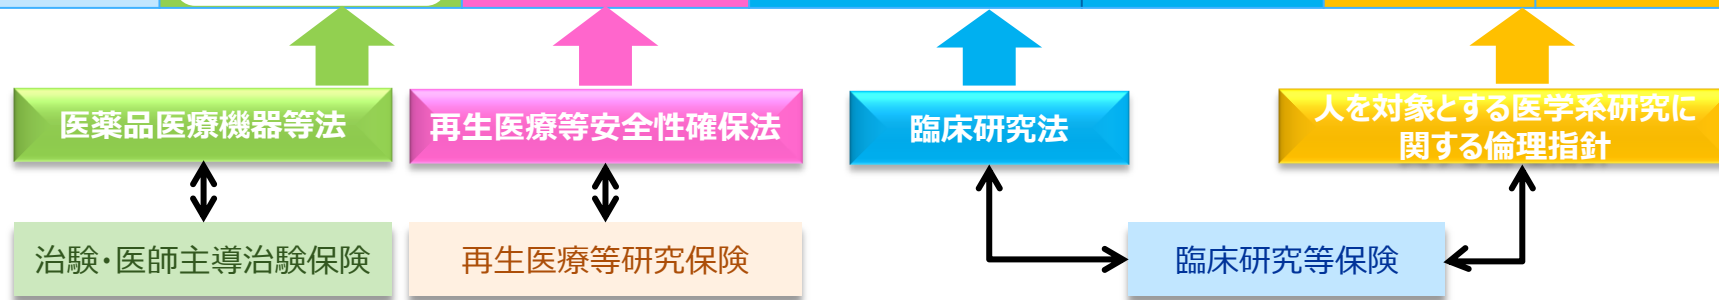 医薬品医療機器等法
再生医療等安全性確保法
臨床研究法
人を対象とする医学系研究に
関する倫理指針
治験・医師主導治験保険
再生医療等研究保険
臨床研究等保険